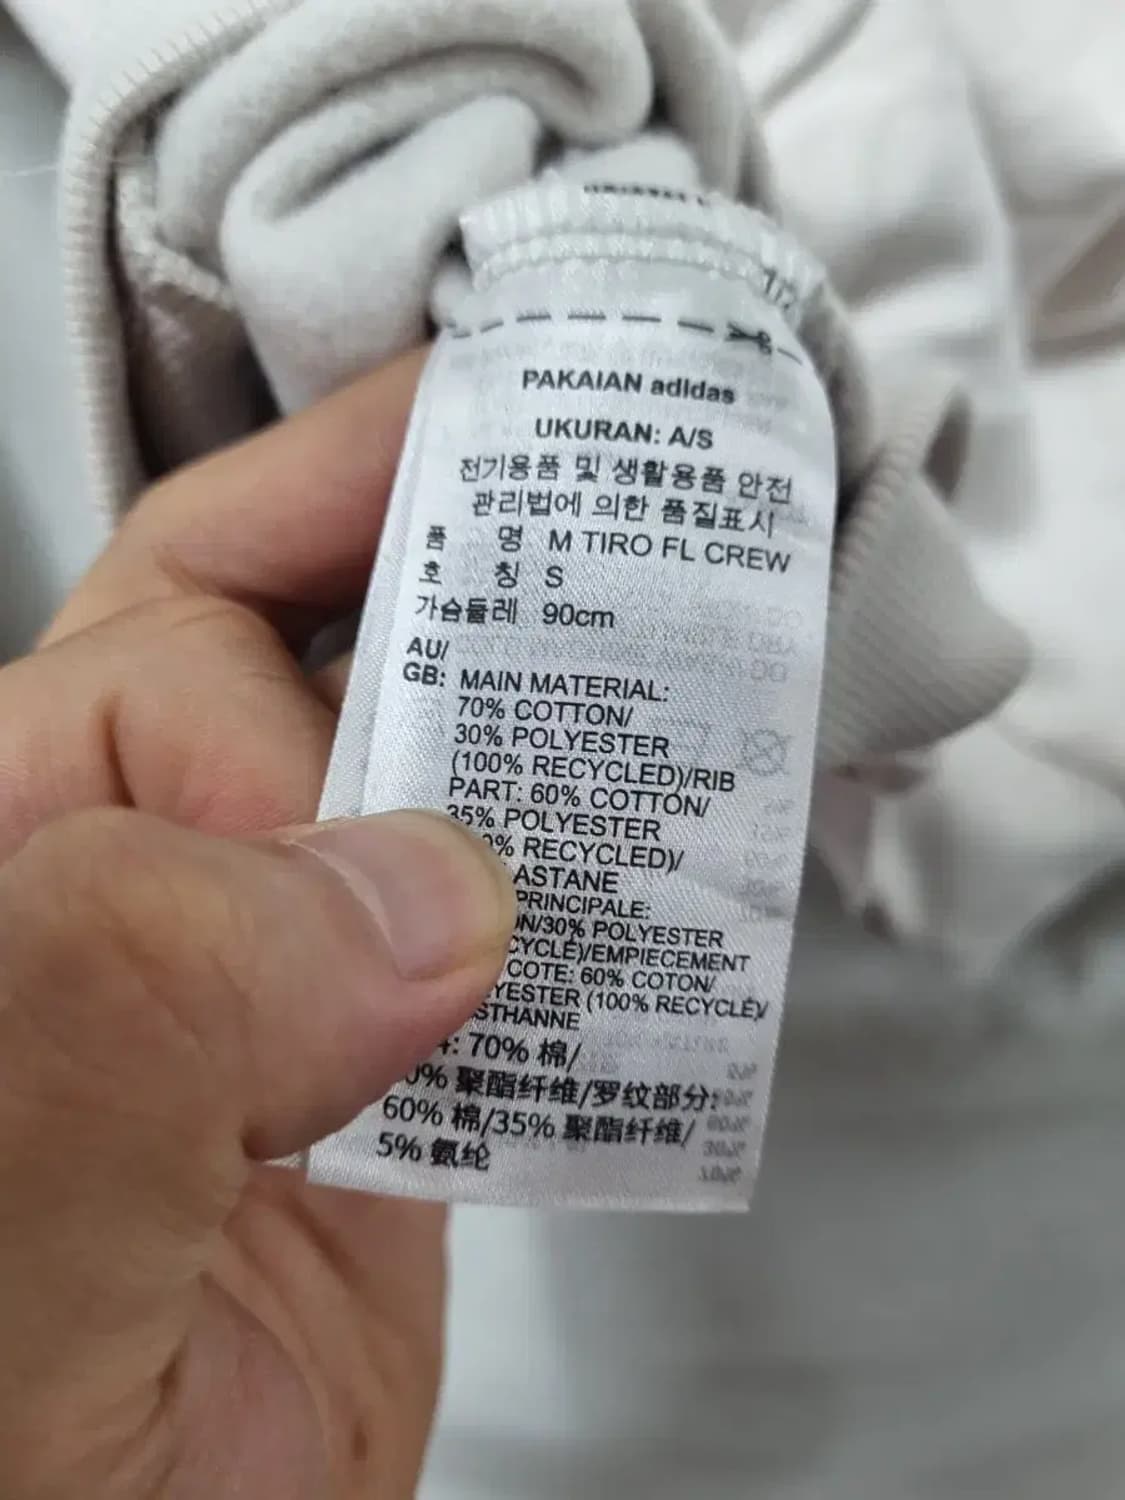 PAKAIAN adidas
UKURAN: A/S
전기용품 및 생활용품 안전
관리법에 의한 품질표시
품 명 M TIRO FL CREW
호 칭 S
가슴둘레 90cm
AU/
GB: MAIN MATERIAL:
70% COTTON/
30% POLYESTER
(100% RECYCLED)/RIB
PART: 60% COTTON/
35% POLYESTER
% RECYCLED)/
ASTANE
PRINCIPALE:
ON/30% POLYESTER
CYCLÉ)/EMPIECEMENT
COTE: 60% COTON/
YESTER (100% RECYCLÉ)/
STHANNE
: 70% 棉/
0% 聚酯纤维/罗纹部分:
60% 棉/35% 聚酯纤维/
5% 氨纶